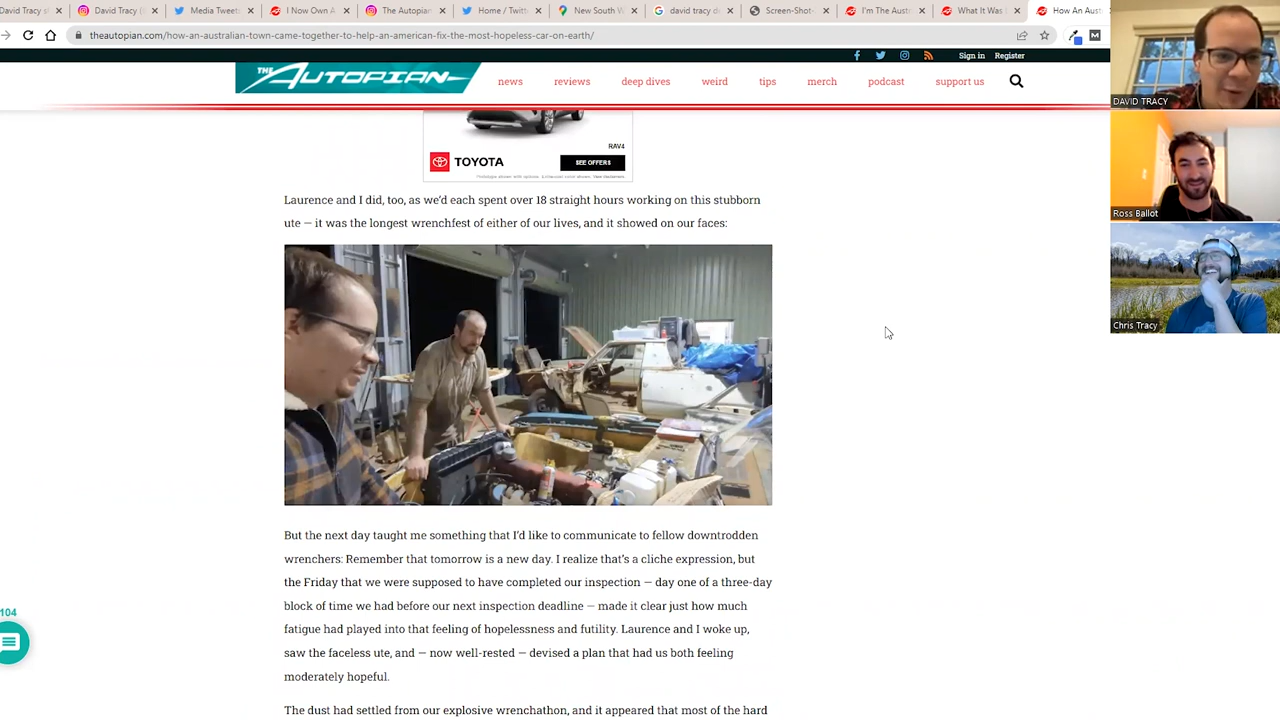 David Tracy s
David Tracy (
Media Tweets
I Now Own A
The Autopian
Home / Twitt
New South W
david tracy d
Screen-Shot-
I'm The Aust
What It Was
How An Aust
theautopian.com/how-an-australian-town-came-together-to-help-an-american-fix-the-most-hopeless-car-on-earth/
Sign in Register
THE AUTOPIAN
news reviews deep dives weird tips merch podcast support us
DAVID TRACY
RAV4
TOYOTA SEE OFFERS
Laurence and I did, too, as we'd each spent over 18 straight hours working on this stubborn
ute — it was the longest wrenchfest of either of our lives, and it showed on our faces:
Ross Ballot
Chris Tracy
But the next day taught me something that I'd like to communicate to fellow downtrodden
wrenchers: Remember that tomorrow is a new day. I realize that's a cliche expression, but
the Friday that we were supposed to have completed our inspection — day one of a three-day
block of time we had before our next inspection deadline — made it clear just how much
fatigue had played into that feeling of hopelessness and futility. Laurence and I woke up,
saw the faceless ute, and — now well-rested — devised a plan that had us both feeling
moderately hopeful.
104
The dust had settled from our explosive wrenchathon, and it appeared that most of the hard